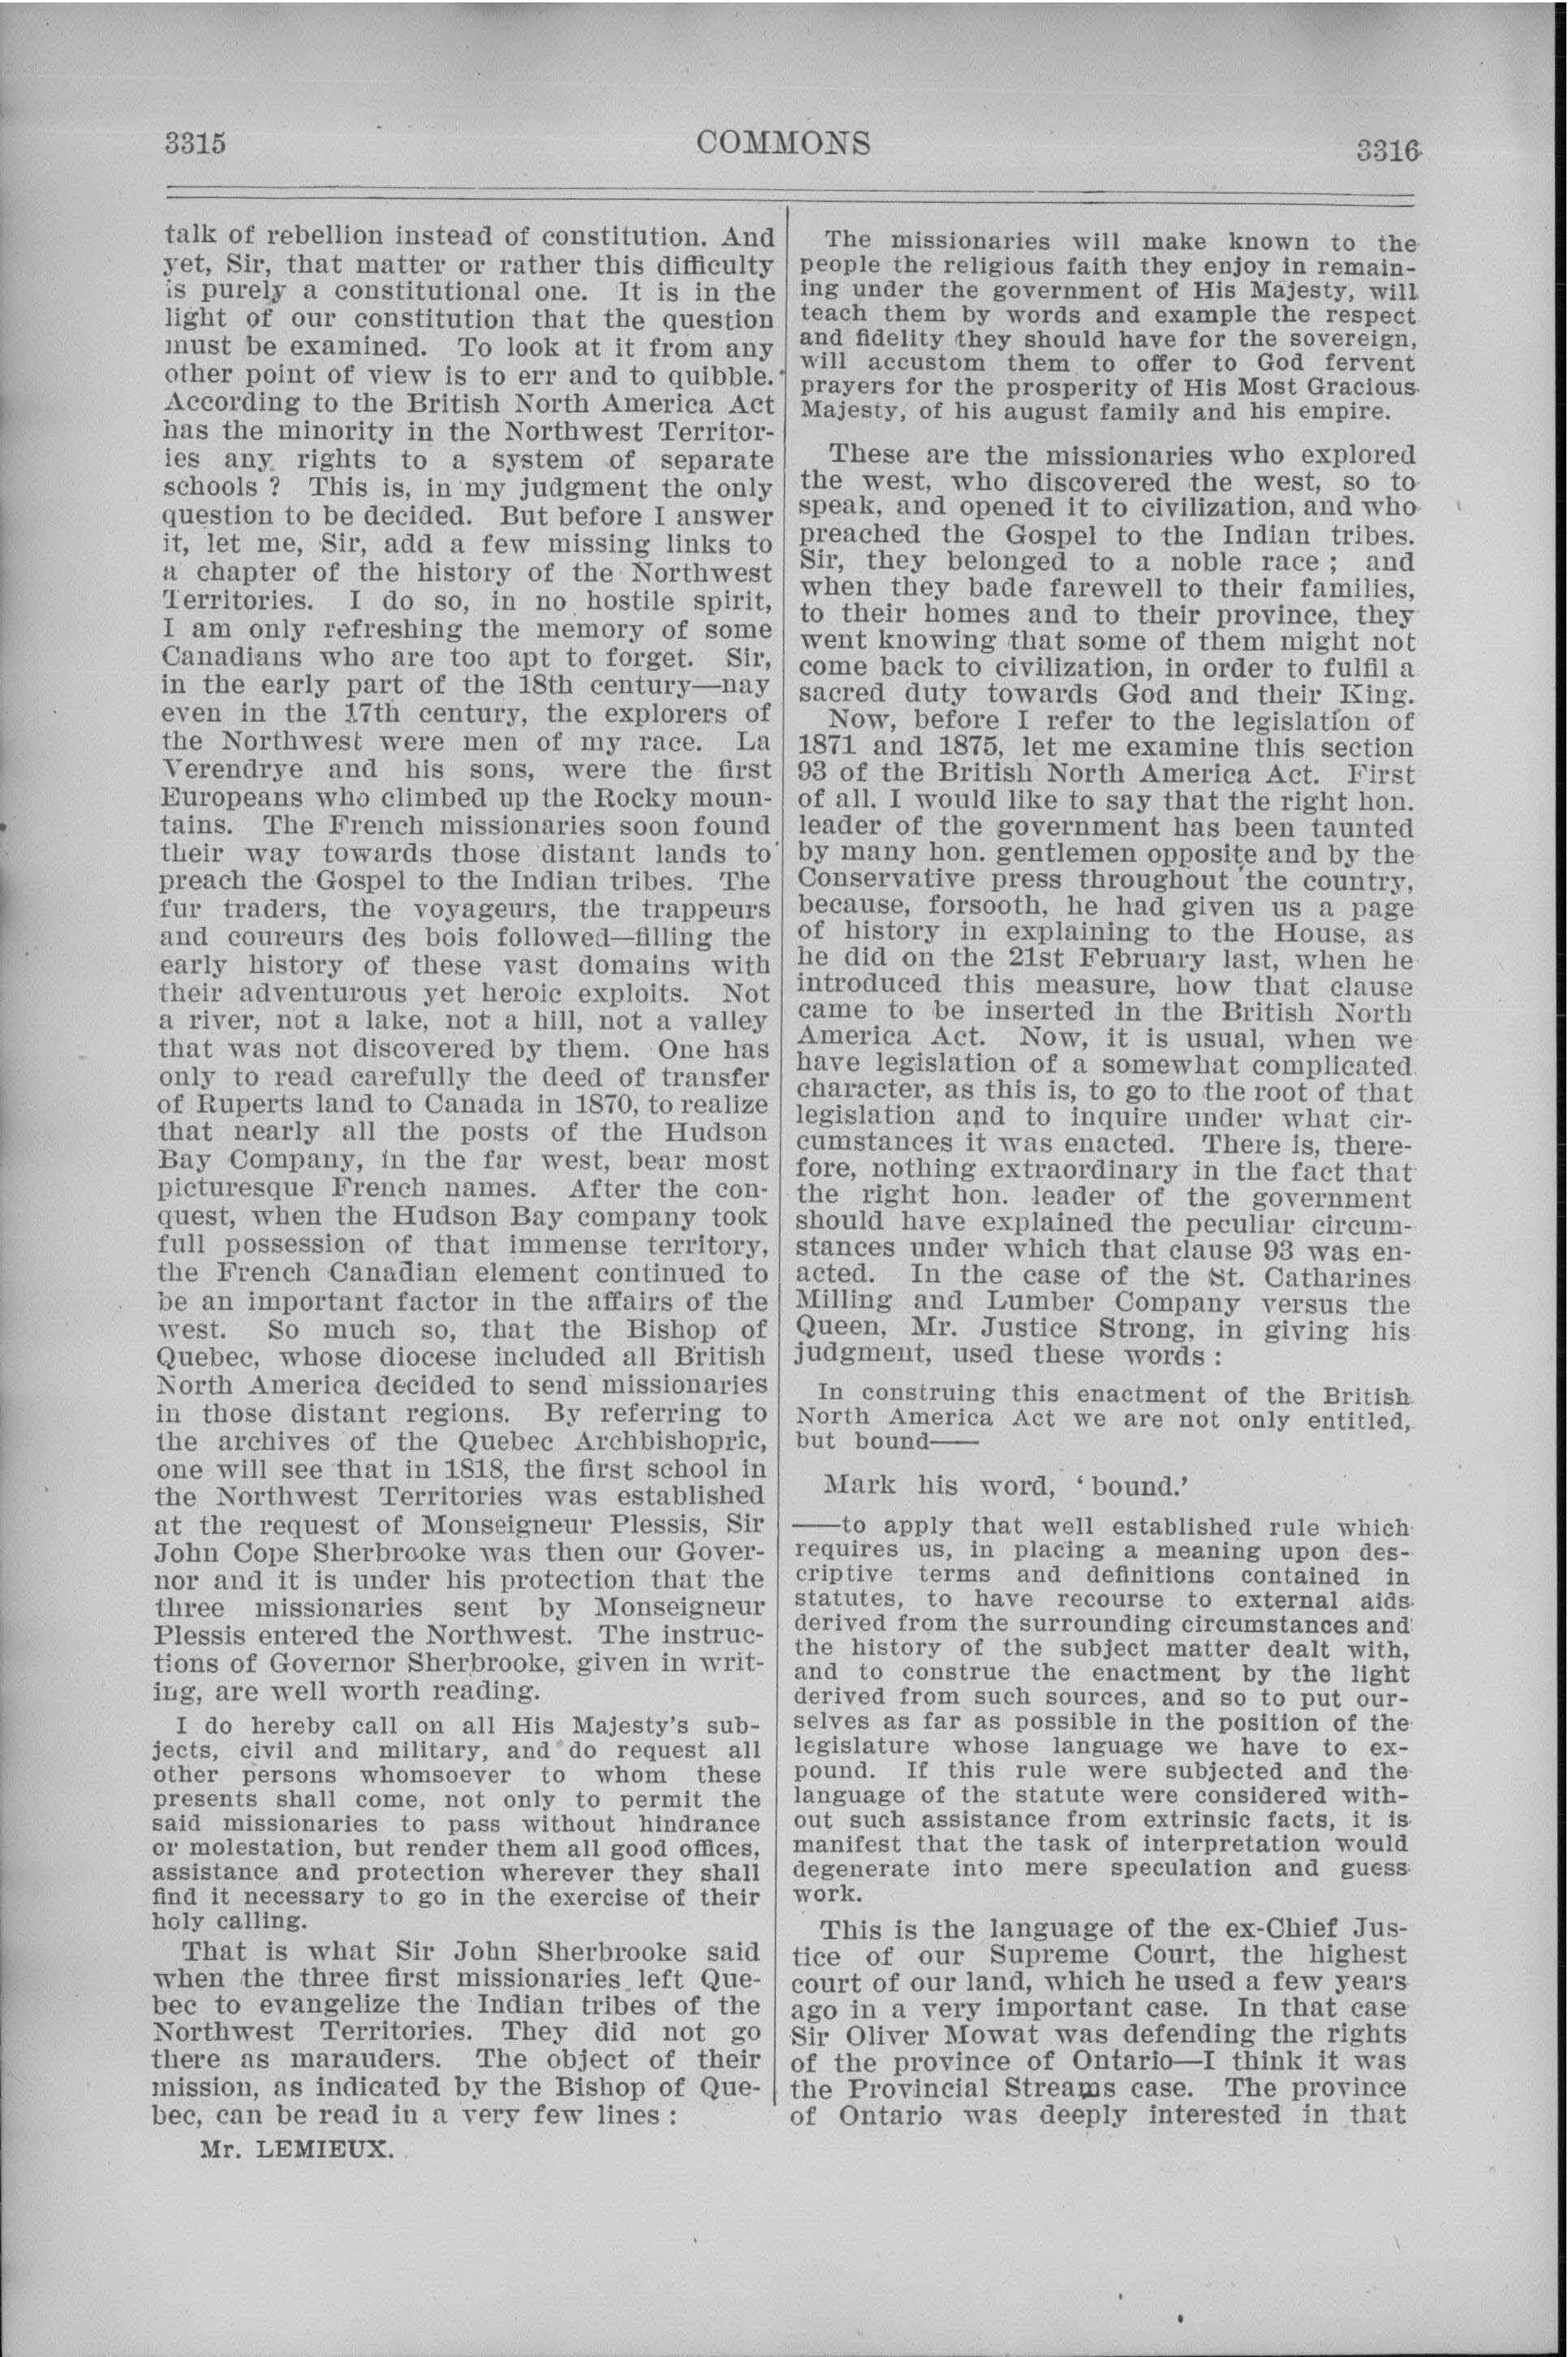 3315
COMMONS
3316
talk of rebellion instead of constitution. And
yet, Sir, that matter or rather this difficulty
is purely a constitutional one. It is in the
light of our constitution that the question
must be examined. To look at it from any
other point of view is to err and to quibble.
According to the British North America Act
has the minority in the Northwest Territor-
ies any rights to a system of separate
schools ? This is, in my judgment the only
question to be decided. But before I answer
it, let me, Sir, add a few missing links to
a chapter of the history of the Northwest
Territories. I do so, in no hostile spirit,
I am only refreshing the memory of some
Canadians who are too apt to forget. Sir,
in the early part of the 18th century—nay
even in the 17th century, the explorers of
the Northwest were men of my race. La
Verendrye and his sons, were the first
Europeans who climbed up the Rocky moun-
tains. The French missionaries soon found
their way towards those distant lands to
preach the Gospel to the Indian tribes. The
fur traders, the voyageurs, the trappeurs
and coureurs des bois followed—filling the
early history of these vast domains with
their adventurous yet heroic exploits. Not
a river, not a lake, not a hill, not a valley
that was not discovered by them. One has
only to read carefully the deed of transfer
of Ruperts land to Canada in 1870, to realize
that nearly all the posts of the Hudson
Bay Company, in the far west, bear most
picturesque French names. After the con-
quest, when the Hudson Bay company took
full possession of that immense territory,
the French Canadian element continued to
be an important factor in the affairs of the
west. So much so, that the Bishop of
Quebec, whose diocese included all British
North America decided to send missionaries
in those distant regions. By referring to
the archives of the Quebec Archbishopric,
one will see that in 1818, the first school in
the Northwest Territories was established
at the request of Monseigneur Plessis, Sir
John Cope Sherbrooke was then our Gover-
nor and it is under his protection that the
three missionaries sent by Monseigneur
Plessis entered the Northwest. The instruc-
tions of Governor Sherbrooke, given in writ-
ing, are well worth reading.
I do hereby call on all His Majesty's sub-
jects, civil and military, and do request all
other persons whomsoever to whom these
presents shall come, not only to permit the
said missionaries to pass without hindrance
or molestation, but render them all good offices,
assistance and protection wherever they shall
find it necessary to go in the exercise of their
holy calling.
That is what Sir John Sherbrooke said
when the three first missionaries left Que-
bec to evangelize the Indian tribes of the
Northwest Territories. They did not go
there as marauders. The object of their
mission, as indicated by the Bishop of Que-
bec, can be read in a very few lines :
Mr. LEMIEUX.
The missionaries will make known to the
people the religious faith they enjoy in remain-
ing under the government of His Majesty, will
teach them by words and example the respect
and fidelity they should have for the sovereign,
will accustom them to offer to God fervent
prayers for the prosperity of His Most Gracious
Majesty, of his august family and his empire.
These are the missionaries who explored
the west, who discovered the west, so to
speak, and opened it to civilization, and who
preached the Gospel to the Indian tribes.
Sir, they belonged to a noble race ; and
when they bade farewell to their families,
to their homes and to their province, they
went knowing that some of them might not
come back to civilization, in order to fulfil a
sacred duty towards God and their King.
Now, before I refer to the legislation of
1871 and 1875, let me examine this section
93 of the British North America Act. First
of all. I would like to say that the right hon.
leader of the government has been taunted
by many hon. gentlemen opposite and by the
Conservative press throughout the country,
because, forsooth, he had given us a page
of history in explaining to the House, as
he did on the 21st February last, when he
introduced this measure, how that clause
came to be inserted in the British North
America Act. Now, it is usual, when we
have legislation of a somewhat complicated
character, as this is, to go to the root of that
legislation and to inquire under what cir-
cumstances it was enacted. There is, there-
fore, nothing extraordinary in the fact that
the right hon. leader of the government
should have explained the peculiar circum-
stances under which that clause 93 was en-
acted. In the case of the St. Catharines
Milling and Lumber Company versus the
Queen, Mr. Justice Strong, in giving his
judgment, used these words :
In construing this enactment of the British
North America Act we are not only entitled,
but bound——
Mark his word, ' bound.'
——to apply that well established rule which
requires us, in placing a meaning upon des-
criptive terms and definitions contained in
statutes, to have recourse to external aids
derived from the surrounding circumstances and
the history of the subject matter dealt with,
and to construe the enactment by the light
derived from such sources, and so to put our-
selves as far as possible in the position of the
legislature whose language we have to ex-
pound. If this rule were subjected and the
language of the statute were considered with-
out such assistance from extrinsic facts, it is
manifest that the task of interpretation would
degenerate into mere speculation and guess
work.
This is the language of the ex-Chief Jus-
tice of our Supreme Court, the highest
court of our land, which he used a few years
ago in a very important case. In that case
Sir Oliver Mowat was defending the rights
of the province of Ontario—I think it was
the Provincial Streams case. The province
of Ontario was deeply interested in that